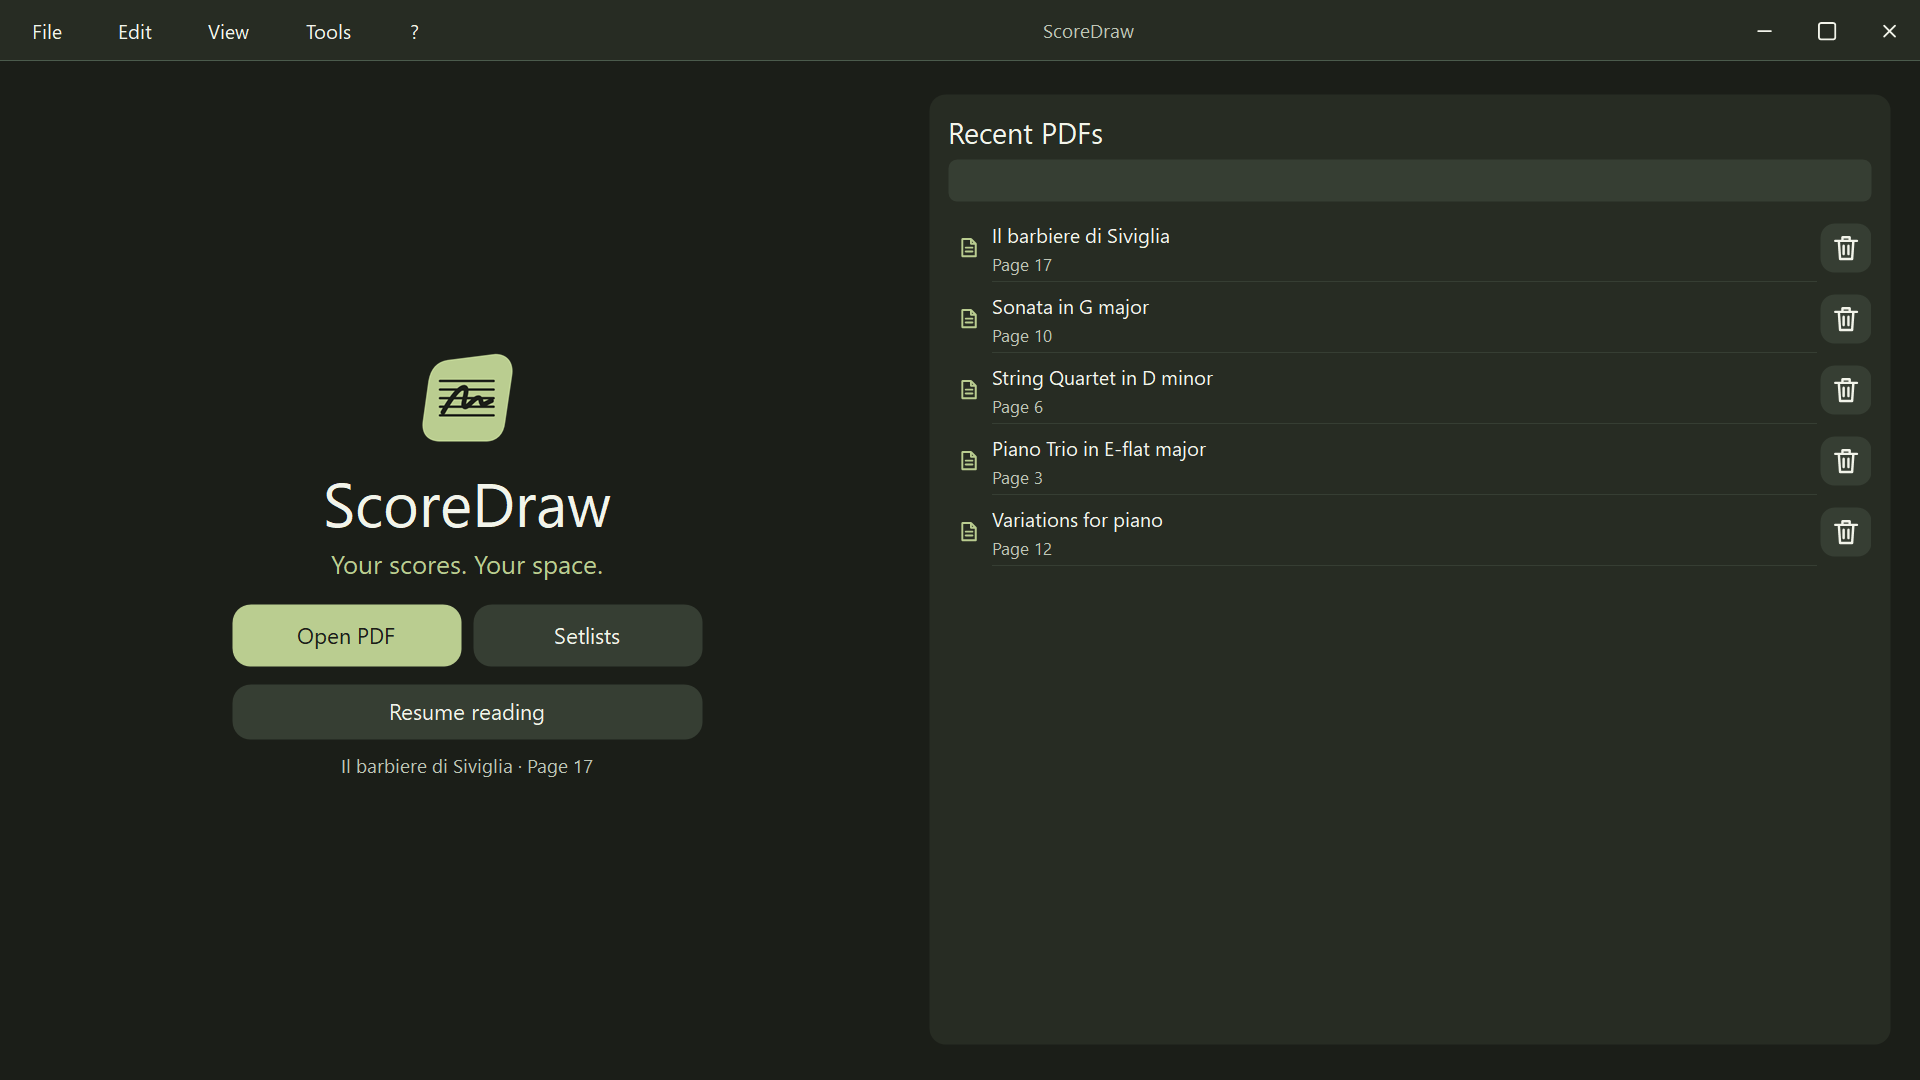 File Edit View Tools ? ScoreDraw
ScoreDraw
Your scores. Your space.
Open PDF Setlists
Resume reading
Il barbiere di Siviglia · Page 17
Recent PDFs
Il barbiere di Siviglia
Page 17
Sonata in G major
Page 10
String Quartet in D minor
Page 6
Piano Trio in E-flat major
Page 3
Variations for piano
Page 12